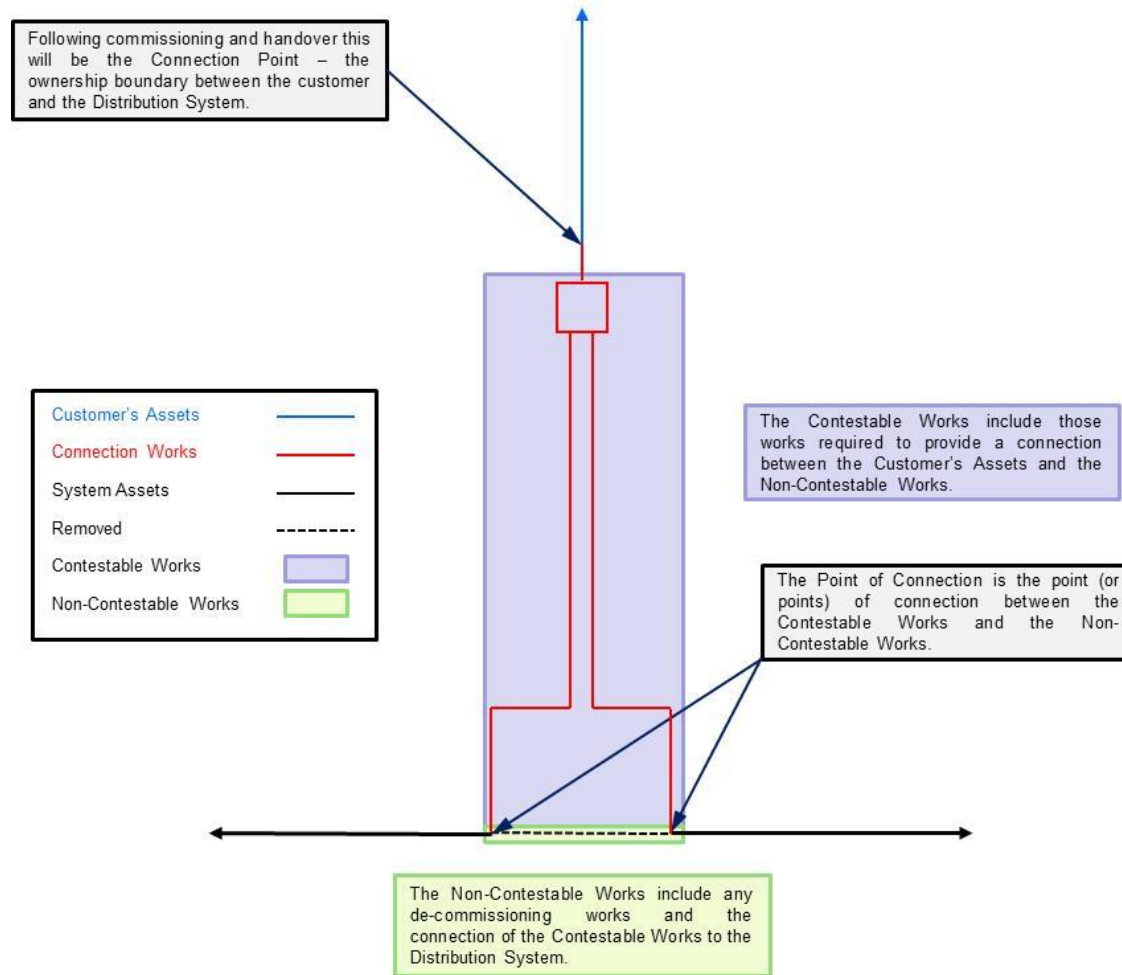 Following commissioning and handover this
will be the Connection Point – the
ownership boundary between the customer
and the Distribution System.
Customer's Assets
Connection Works
System Assets
Removed
Contestable Works
Non-Contestable Works
The Contestable Works include those
works required to provide a connection
between the Customer's Assets and the
Non-Contestable Works.
The Point of Connection is the point (or
points) of connection between the
Contestable Works and the Non-
Contestable Works.
The Non-Contestable Works include any
de-commissioning works and the
connection of the Contestable Works to the
Distribution System.